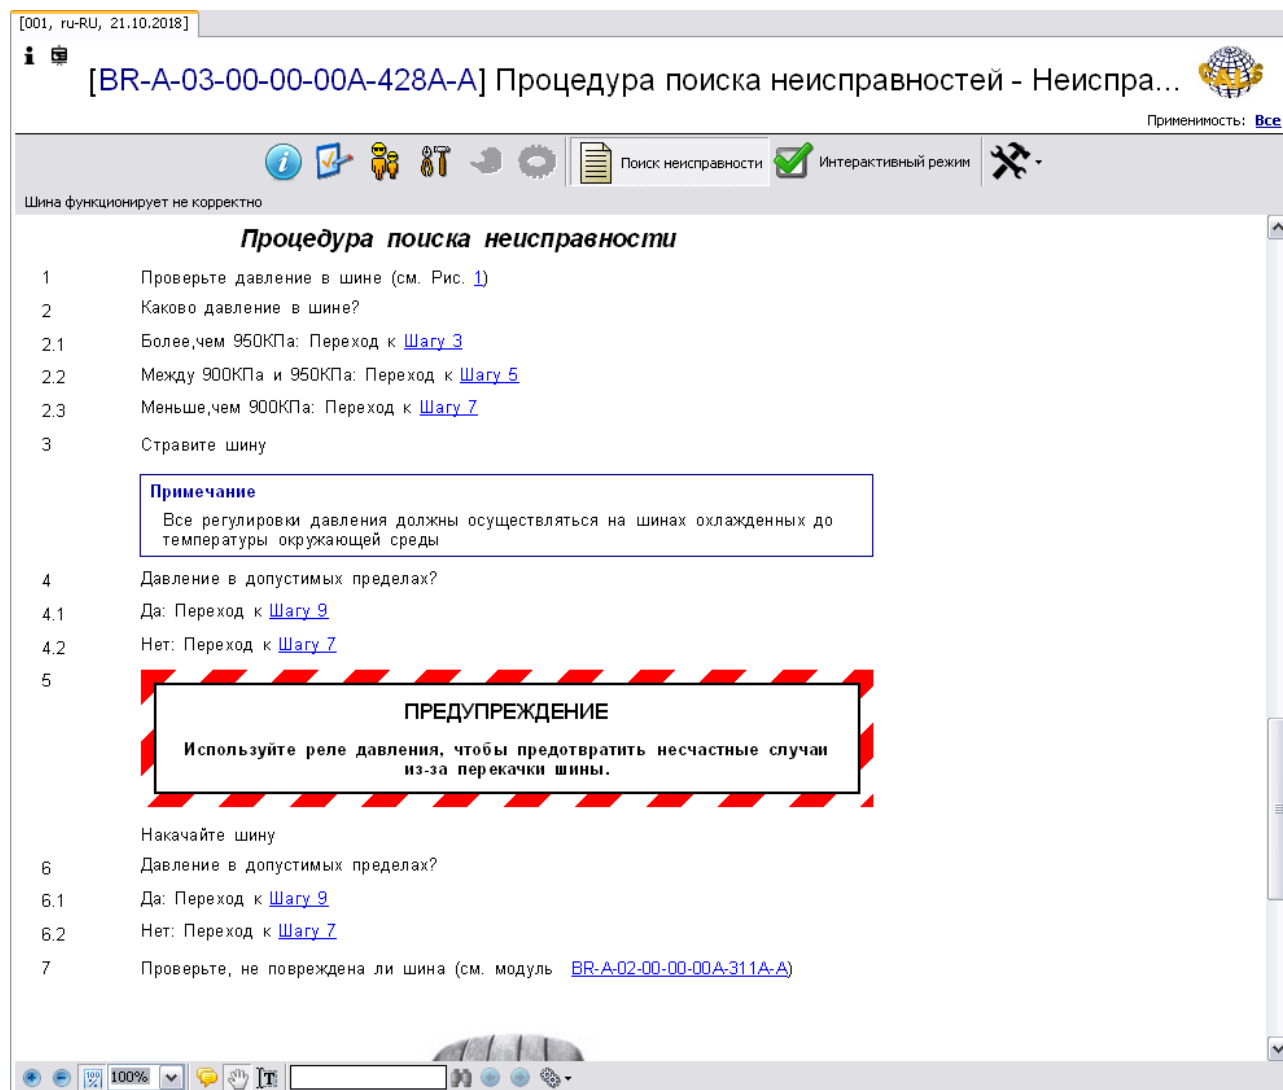 [001, ru-RU, 21.10.2018]
[BR-A-03-00-00-00A-428A-A] Процедура поиска неисправностей - Неиспра...
CALS
Применимость: Все
Поиск неисправности
Интерактивный режим
Шина функционирует не корректно
Процедура поиска неисправности
1 Проверьте давление в шине (см. Рис. 1)
2 Каково давление в шине?
2.1 Более,чем 950КПа: Переход к Шагу 3
2.2 Между 900КПа и 950КПа: Переход к Шагу 5
2.3 Меньше,чем 900КПа: Переход к Шагу 7
3 Стравите шину
Примечание
Все регулировки давления должны осуществляться на шинах охлажденных до
температуры окружающей среды
4 Давление в допустимых пределах?
4.1 Да: Переход к Шагу 9
4.2 Нет: Переход к Шагу 7
5
ПРЕДУПРЕЖДЕНИЕ
Используйте реле давления, чтобы предотвратить несчастные случаи
из-за перекачки шины.
Накачайте шину
6 Давление в допустимых пределах?
6.1 Да: Переход к Шагу 9
6.2 Нет: Переход к Шагу 7
7 Проверьте, не повреждена ли шина (см. модуль BR-A-02-00-00-00A-311A-A)
100 % 100%